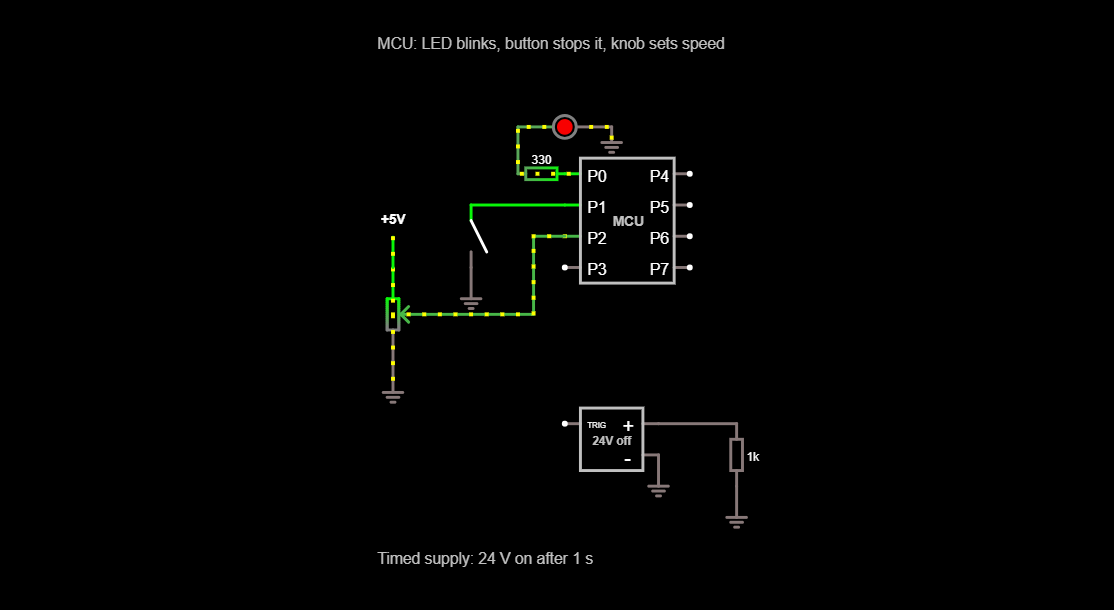 MCU: LED blinks, button stops it, knob sets speed
330
P0 P4
P1 P5
MCU
P2 P6
P3 P7
+5V
TRIG +
24V off
-
1k
Timed supply: 24 V on after 1 s